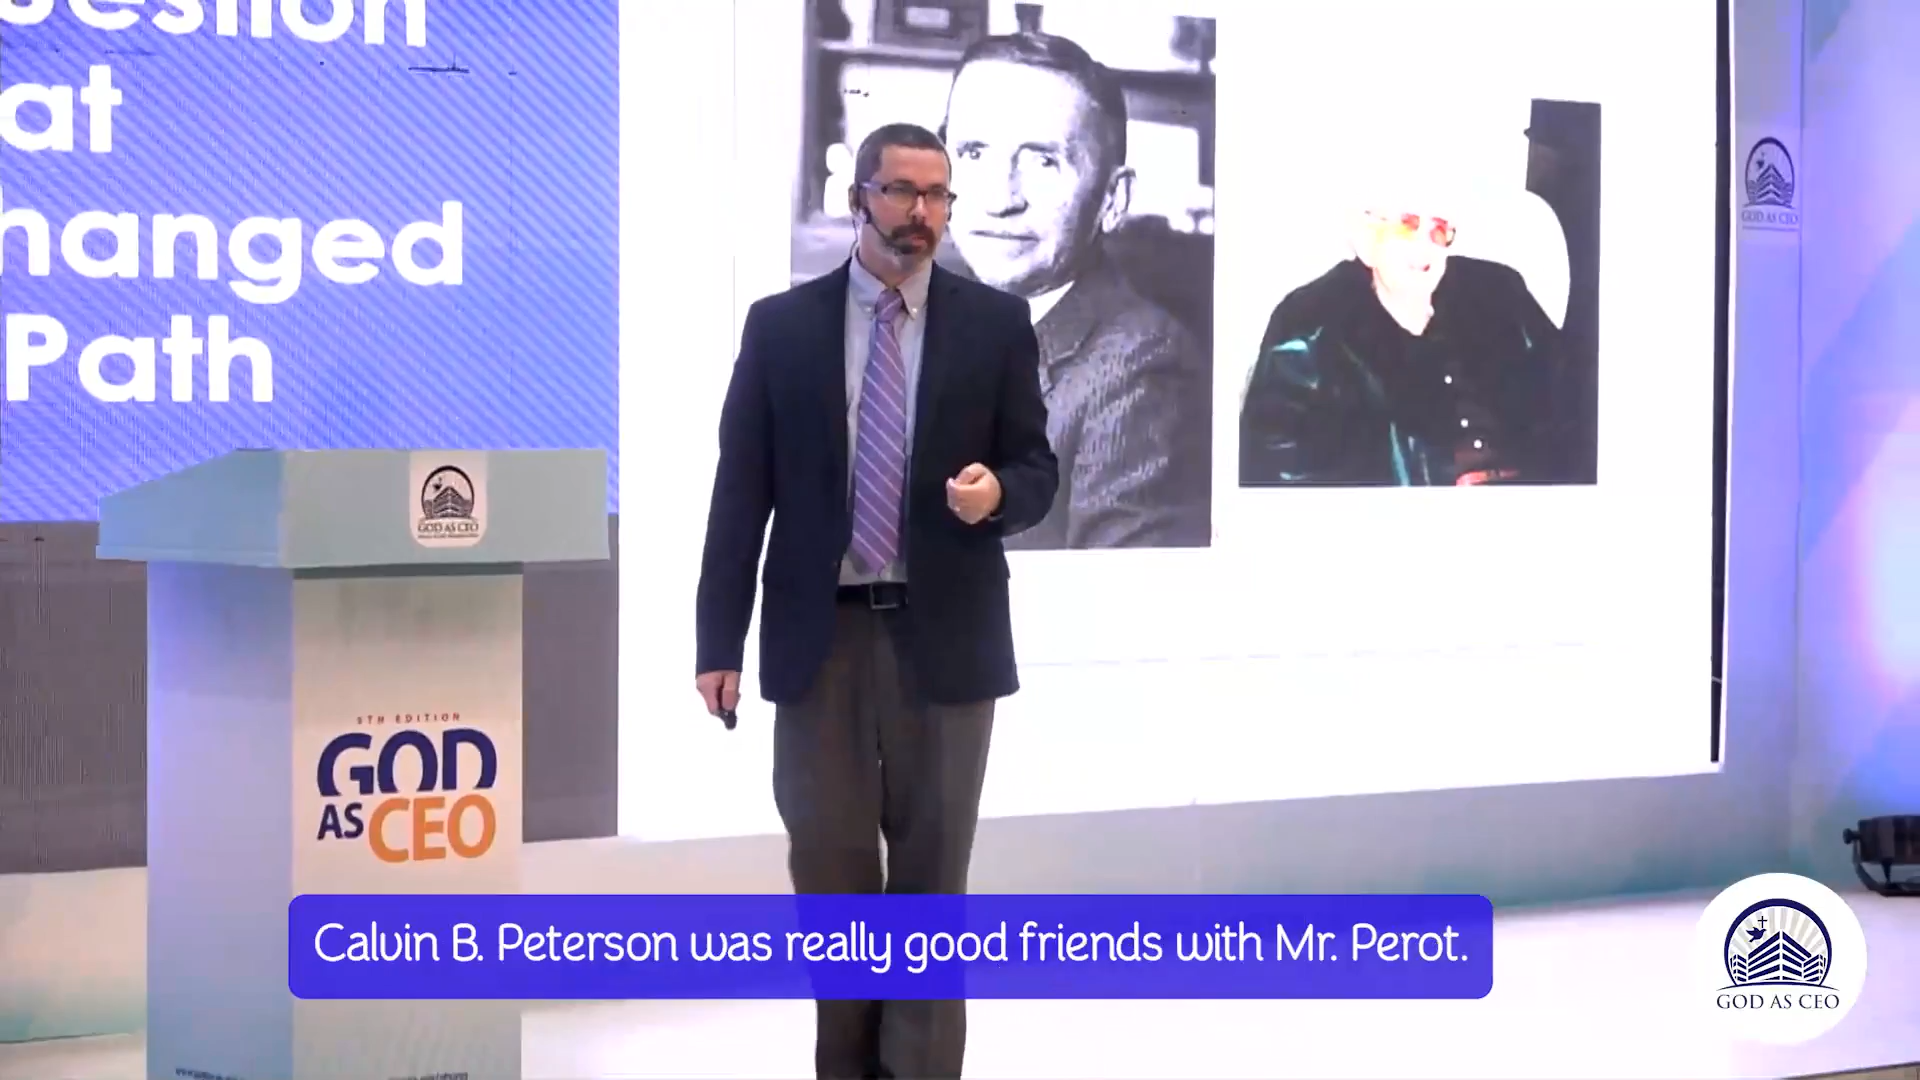 at
hanged
Path
GOD AS CEO
GOD AS CEO
5TH EDITION
GOD
AS CEO
Calvin B. Peterson was really good friends with Mr. Perot.
GOD AS CEO